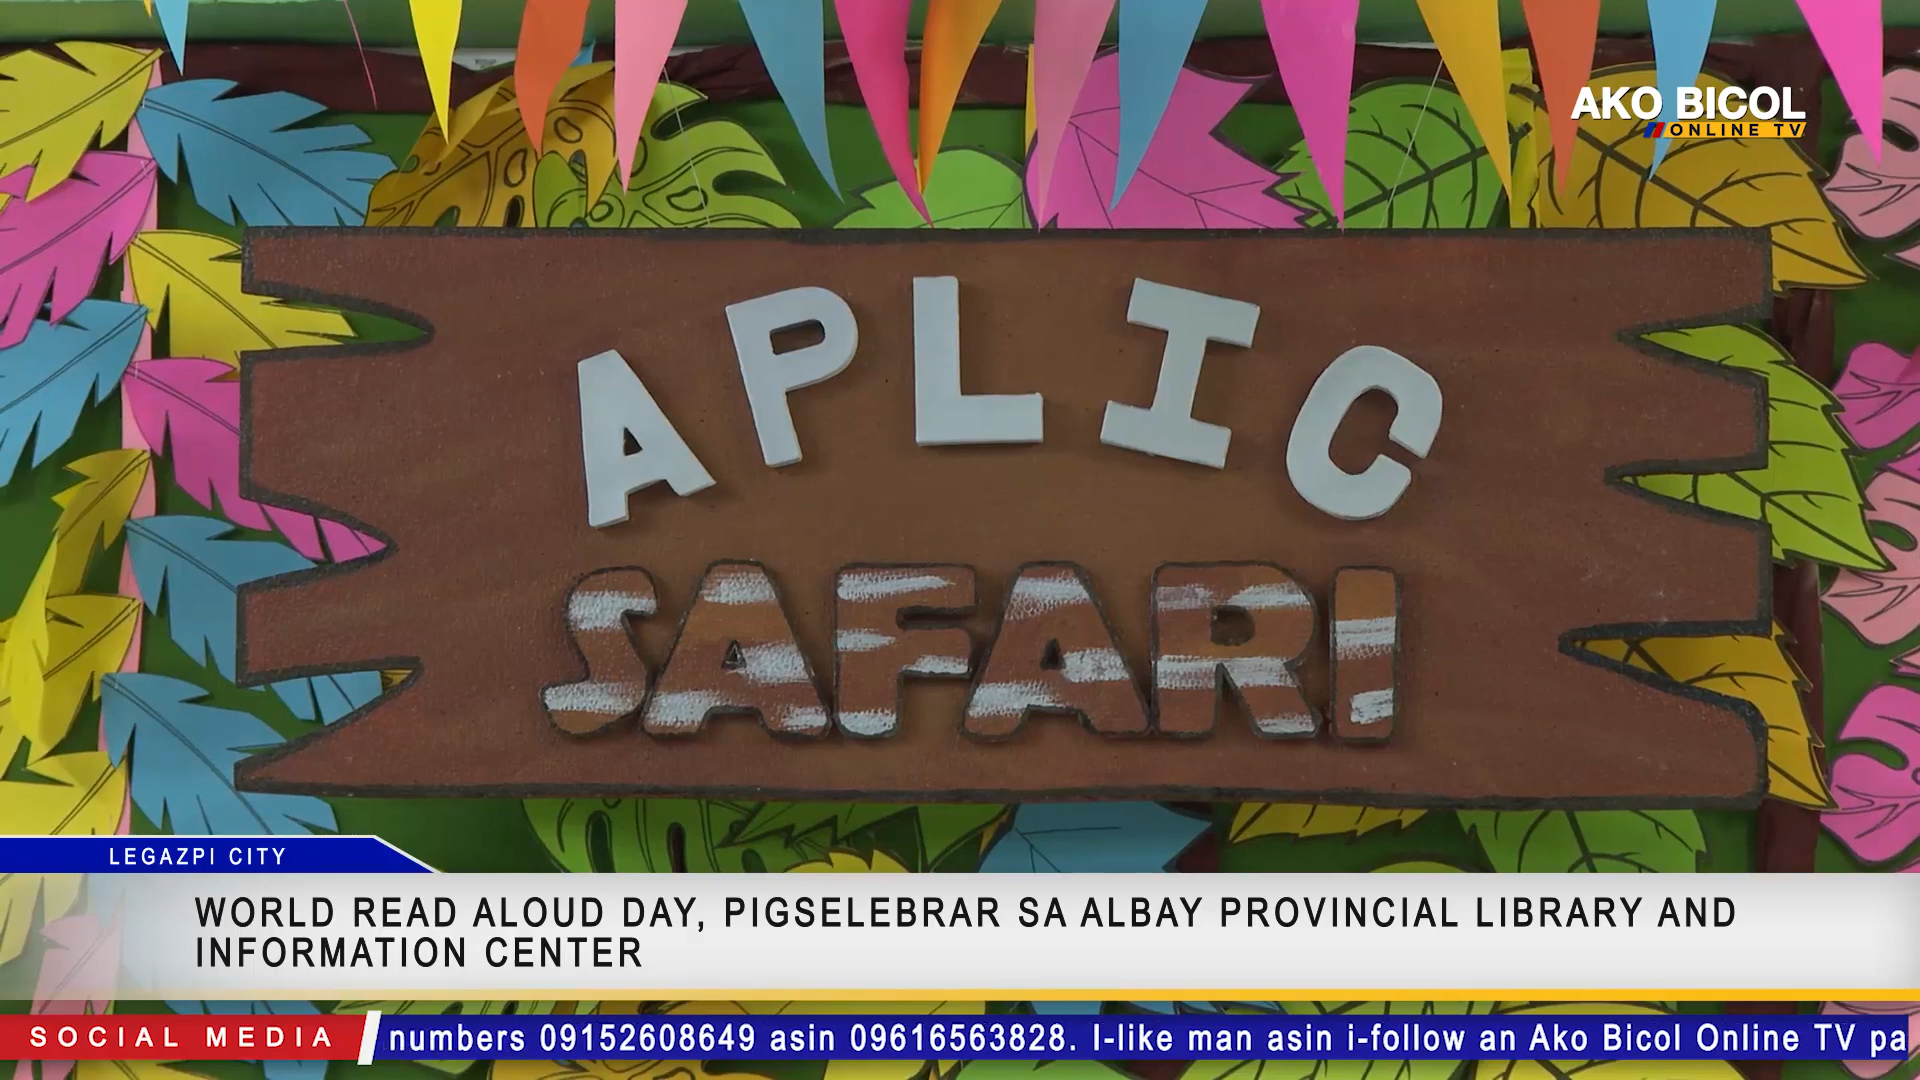 AKO BICOL
ONLINE TV
APLIC
SAFARI
LEGAZPI CITY
WORLD READ ALOUD DAY, PIGSELEBRAR SA ALBAY PROVINCIAL LIBRARY AND
INFORMATION CENTER
SOCIAL MEDIA
numbers 09152608649 asin 09616563828. I-like man asin i-follow an Ako Bicol Online TV pa